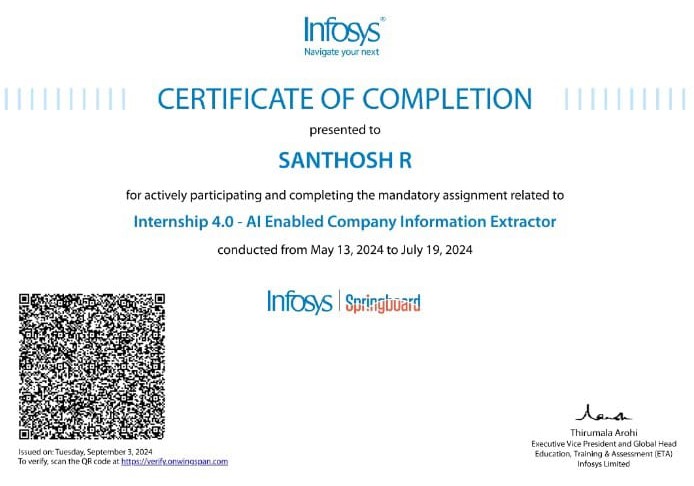 Infosys®
Navigate your next
CERTIFICATE OF COMPLETION
presented to
SANTHOSH R
for actively participating and completing the mandatory assignment related to
Internship 4.0 - AI Enabled Company Information Extractor
conducted from May 13, 2024 to July 19, 2024
Infosys | Springboard
Issued on: Tuesday, September 3, 2024
To verify, scan the QR code at https://verify.onwingspan.com
Thirumala Arohi
Executive Vice President and Global Head
Education, Training & Assessment (ETA)
Infosys Limited